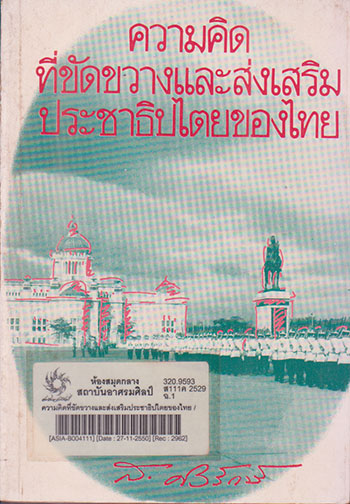 ความคิด
ที่ขัดขวางและส่งเสริม
ประชาธิปไตยของไทย
ห้องสมุดกลาง
สถาบันอาศรมศิลป์
320.9593
ส111ค 2529
ฉ.1
ความคิดที่ขัดขวางและส่งเสริมประชาธิปไตยของไทย /
[ASIA-B004111] [Date : 27-11-2550] [Rec : 2962]
ส. ศิวรักษ์